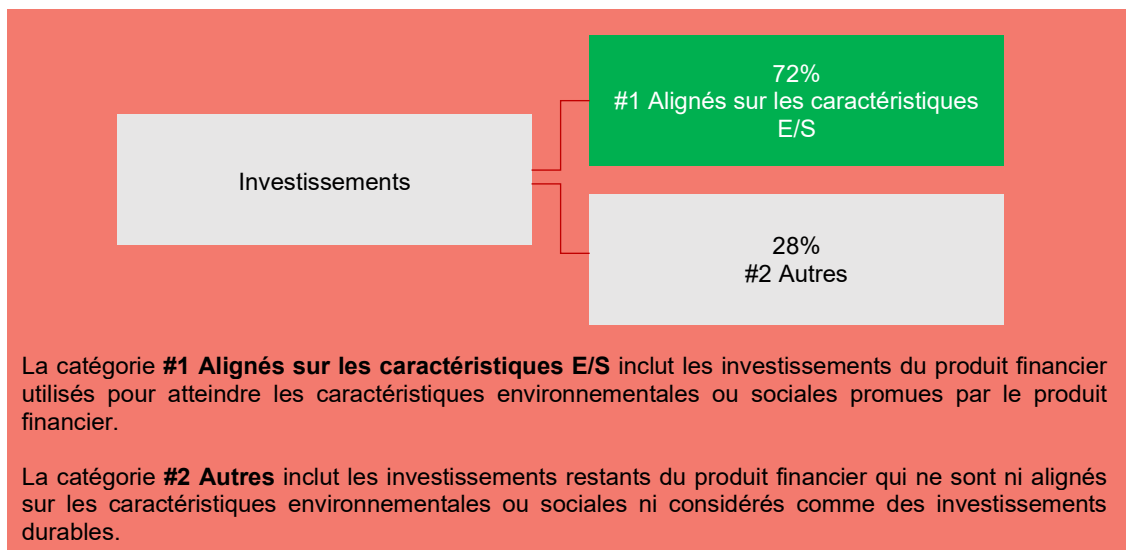 72%
#1 Alignés sur les caractéristiques
E/S
Investissements
28%
#2 Autres
La catégorie #1 Alignés sur les caractéristiques E/S inclut les investissements du produit financier
utilisés pour atteindre les caractéristiques environnementales ou sociales promues par le produit
financier.
La catégorie #2 Autres inclut les investissements restants du produit financier qui ne sont ni alignés
sur les caractéristiques environnementales ou sociales ni considérés comme des investissements
durables.